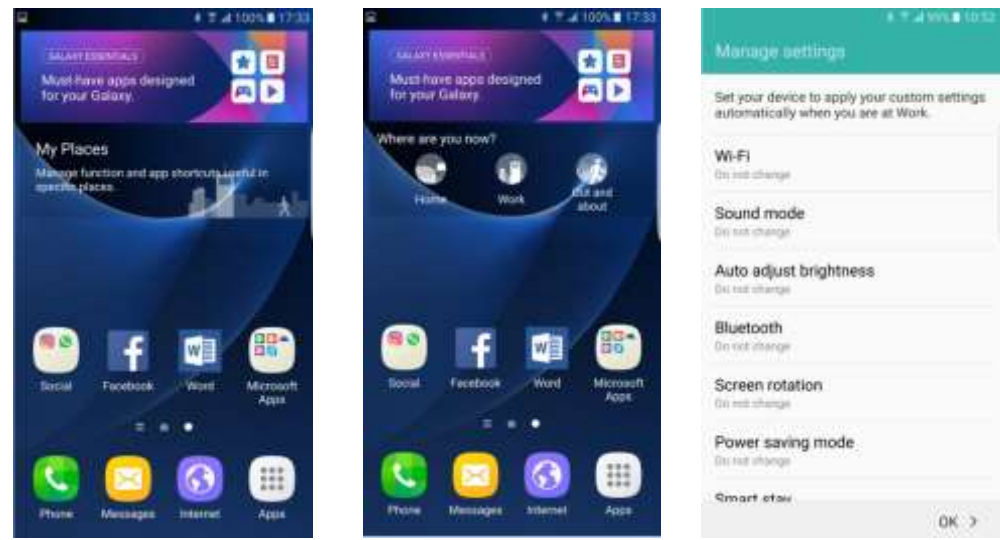 100% 17:33
GALAXY ESSENTIALS
Must-have apps designed
for your Galaxy.
My Places
Manage function and app shortcuts useful in
specific places.
Social
Facebook
Word
Microsoft
Apps
Phone
Messages
Internet
Apps
100% 17:33
GALAXY ESSENTIALS
Must-have apps designed
for your Galaxy.
Where are you now?
Home
Work
Out and
about
Social
Facebook
Word
Microsoft
Apps
Phone
Messages
Internet
Apps
99% 10:52
Manage settings
Set your device to apply your custom settings
automatically when you are at Work.
Wi-Fi
Do not change
Sound mode
Do not change
Auto adjust brightness
Do not change
Bluetooth
Do not change
Screen rotation
Do not change
Power saving mode
Do not change
Smart stay
OK >